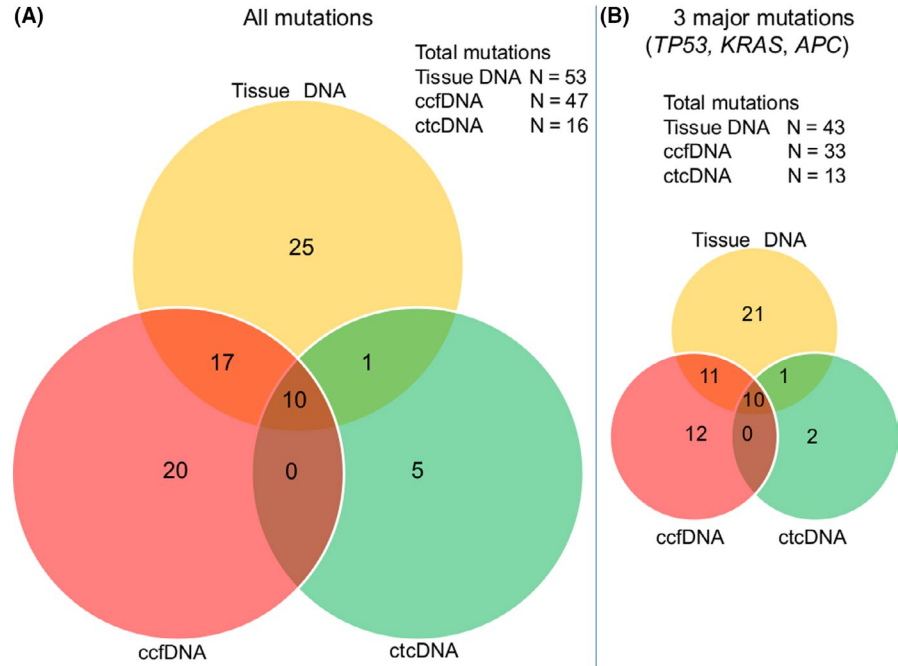 (A)
All mutations
Total mutations
Tissue DNA N = 53
ccfDNA N = 47
ctcDNA N = 16
Tissue DNA
25
17
1
10
20
0
5
ccfDNA
ctcDNA
(B)
3 major mutations
(TP53, KRAS, APC)
Total mutations
Tissue DNA N = 43
ccfDNA N = 33
ctcDNA N = 13
Tissue DNA
21
11
1
10
12
0
2
ccfDNA
ctcDNA